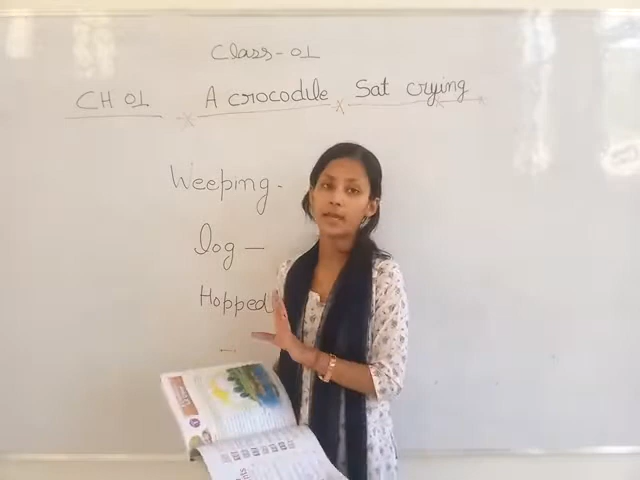 Class-01
CH 01 A crocodile Sat crying
Weeping -
log -
Hopped